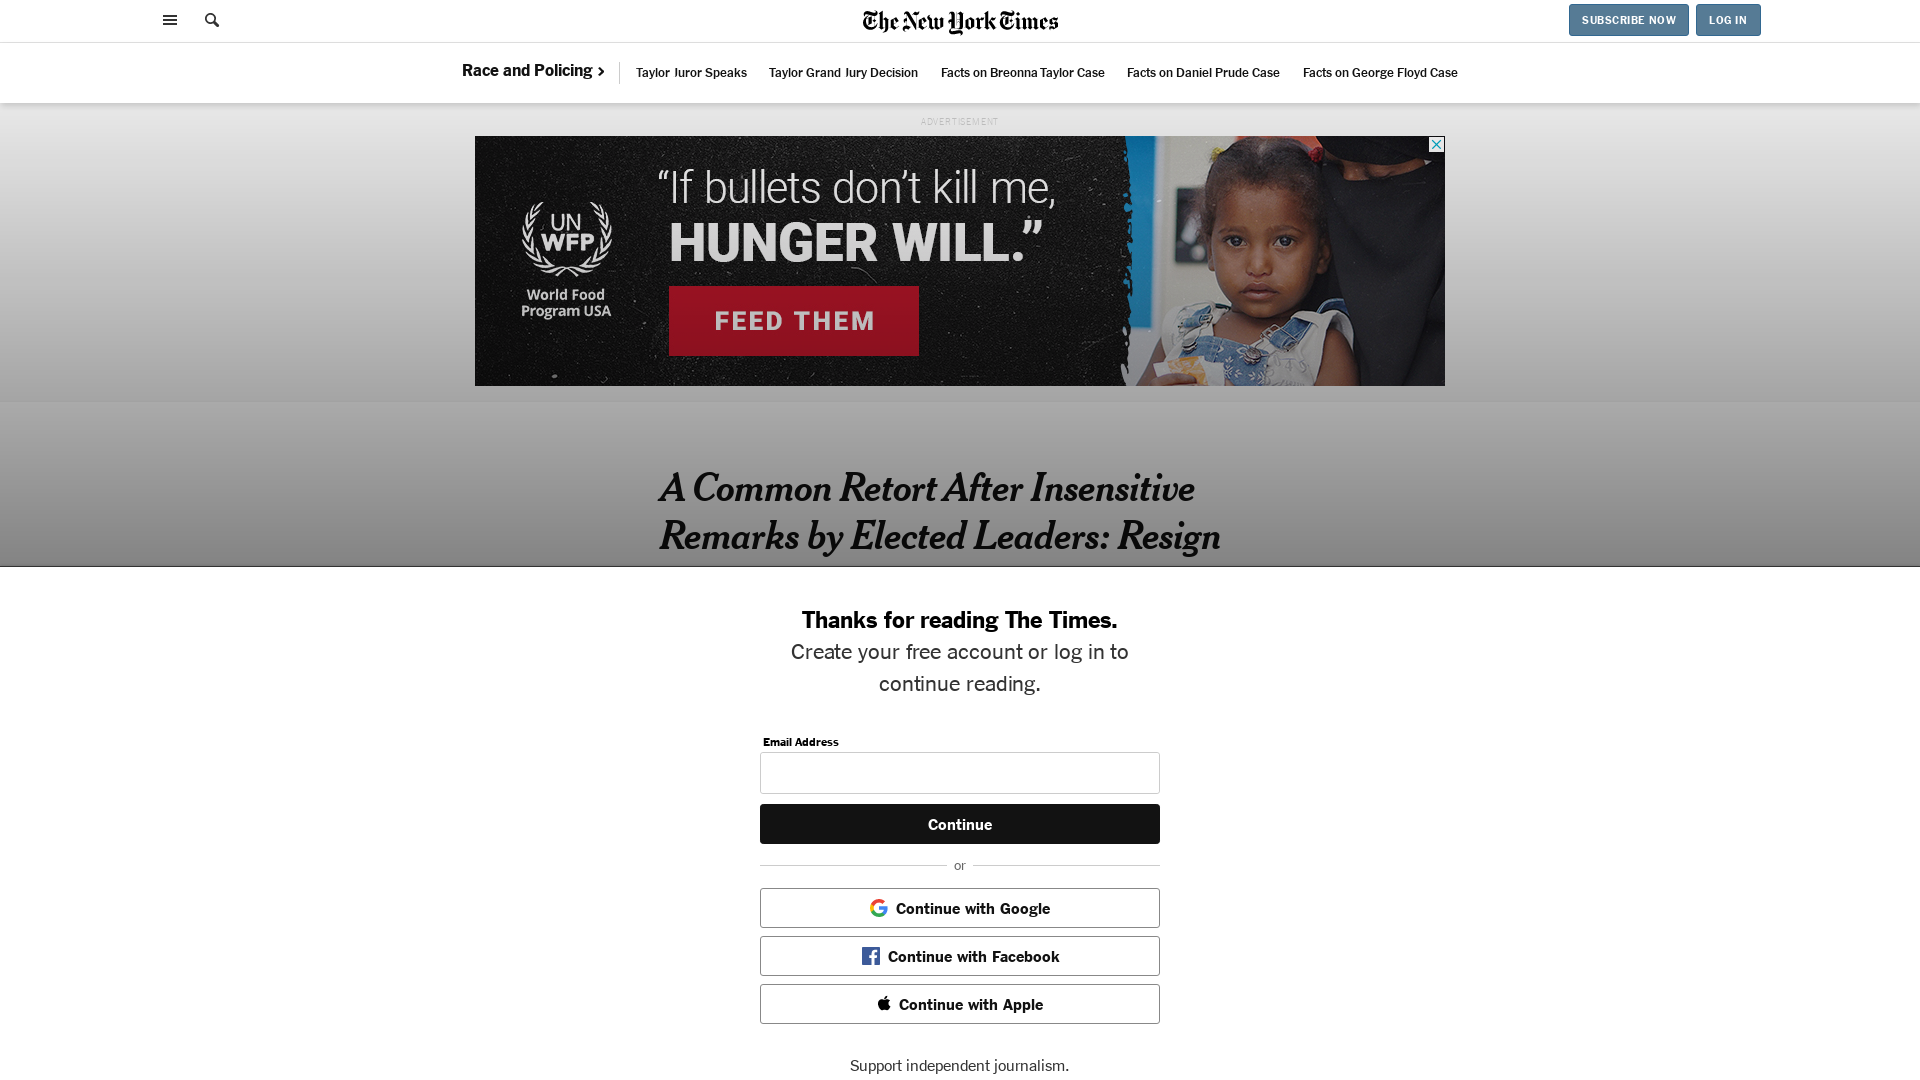 The New York Times
SUBSCRIBE NOW
LOG IN
Race and Policing
Taylor Juror Speaks
Taylor Grand Jury Decision
Facts on Breonna Taylor Case
Facts on Daniel Prude Case
Facts on George Floyd Case
ADVERTISEMENT
UN
WFP
World Food
Program USA
“If bullets don’t kill me,
HUNGER WILL.”
FEED THEM
A Common Retort After Insensitive
Remarks by Elected Leaders: Resign
Thanks for reading The Times.
Create your free account or log in to
continue reading.
Email Address
Continue
or
Continue with Google
Continue with Facebook
Continue with Apple
Support independent journalism.